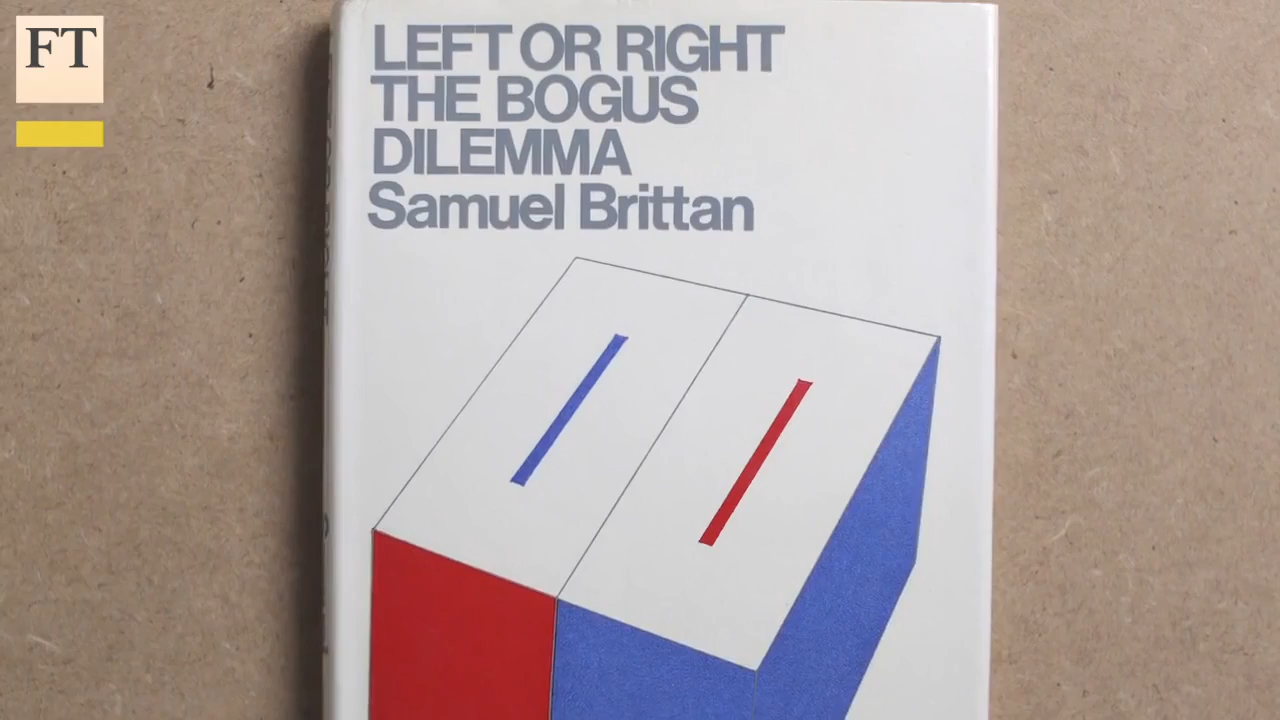 FT
LEFT OR RIGHT
THE BOGUS
DILEMMA
Samuel Brittan